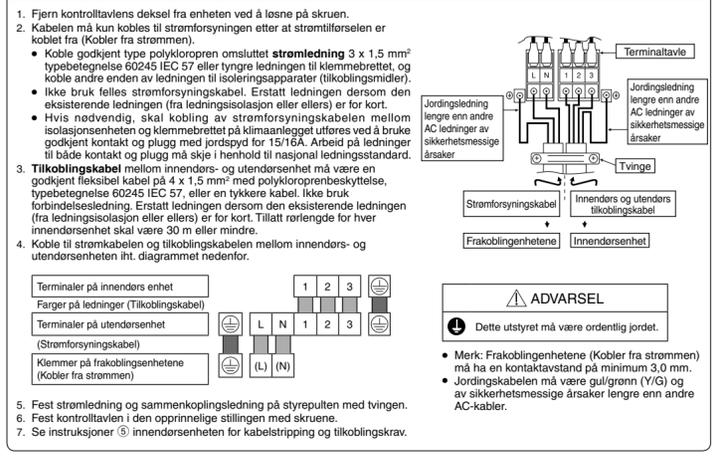 1. Fjern kontrolltavlens deksel fra enheten ved å løsne på skruen.
2. Kabelen må kun kobles til strømforsyningen etter at strømtilførselen er
koblet fra (Kobler fra strømmen).
• Koble godkjent type polykloropren omsluttet strømledning 3 x 1,5 mm²
typebetegnelse 60245 IEC 57 eller tyngre ledning til klemmebrettet, og
koble andre enden av ledningen til isoleringsapparater (tilkoblingsmidler).
• Ikke bruk felles strømforsyningskabel. Erstatt ledningen dersom den
eksisterende ledningen (fra ledningsisolasjon eller ellers) er for kort.
• Hvis nødvendig, skal kobling av strømforsyningskabelen mellom
isolasjonsenheten og klemmebrettet på klimaanlegget utføres ved å bruke
godkjent kontakt og plugg med jordspyd for 15/16A. Arbeid på ledninger
til både kontakt og plugg må skje i henhold til nasjonal ledningsstandard.
3. Tilkoblingskabel mellom innendørs- og utendørsenhet må være en
godkjent fleksibel kabel på 4 x 1,5 mm² med polykloroprenbeskyttelse,
typebetegnelse 60245 IEC 57, eller en tykkere kabel. Ikke bruk
forbindelsesledning. Erstatt ledningen dersom den eksisterende ledningen
(fra ledningsisolasjon eller ellers) er for kort. Tillatt rørlengde for hver
innendørsenhet skal være 30 m eller mindre.
4. Koble til strømkabelen og tilkoblingskabelen mellom innendørs- og
utendørsenheten iht. diagrammet nedenfor.
Terminaler på innendørs enhet
1 2 3
Farger på ledninger (Tilkoblingskabel)
Terminaler på utendørsenhet
L N 1 2 3
(Strømforsyningskabel)
Klemmer på frakoblingsenhetene
(Kobler fra strømmen)
(L) (N)
5. Fest strømledning og sammenkoplingsledning på styrepulten med tvingen.
6. Fest kontrolltavlen i den opprinnelige stillingen med skruene.
7. Se instruksjoner ⑤ innendørsenheten for kabelstripping og tilkoblingskrav.
Terminaltavle
L N 1 2 3
Jordingsledning
lengre enn andre
AC ledninger av
sikkerhetsmessige
årsaker
Jordingsledning
lengre enn andre
AC ledninger av
sikkerhetsmessige
årsaker
Tvinge
Strømforsyningskabel
Innendørs og utendørs
tilkoblingskabel
Frakoblingenhetene
Innendørsenhet
ADVARSEL
Dette utstyret må være ordentlig jordet.
• Merk: Frakoblingenhetene (Kobler fra strømmen)
må ha en kontaktavstand på minimum 3,0 mm.
• Jordingskabelen må være gul/grønn (Y/G) og
av sikkerhetsmessige årsaker lengre enn andre
AC-kabler.